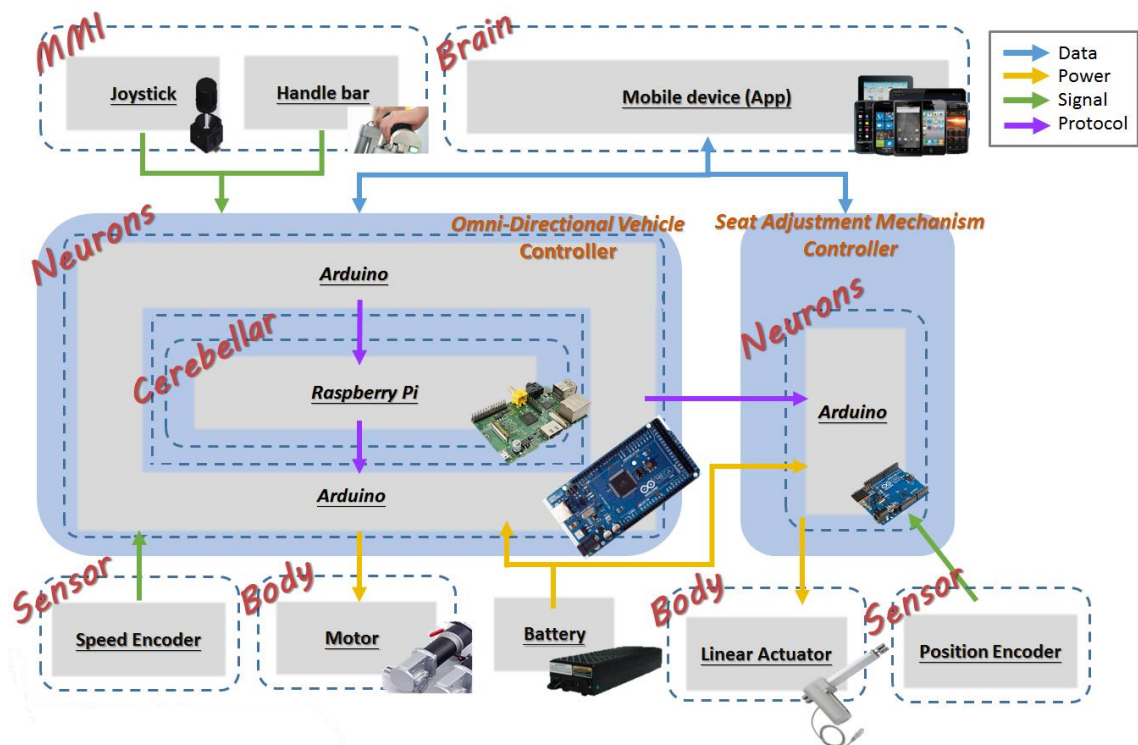 MMI
Joystick
Handle bar
Brain
Mobile device (App)
Data
Power
Signal
Protocol
Neurons
Omni-Directional Vehicle
Controller
Arduino
Cerebellar
Raspberry Pi
Arduino
Seat Adjustment Mechanism
Controller
Neurons
Arduino
Sensor
Speed Encoder
Body
Motor
Battery
Body
Linear Actuator
Sensor
Position Encoder